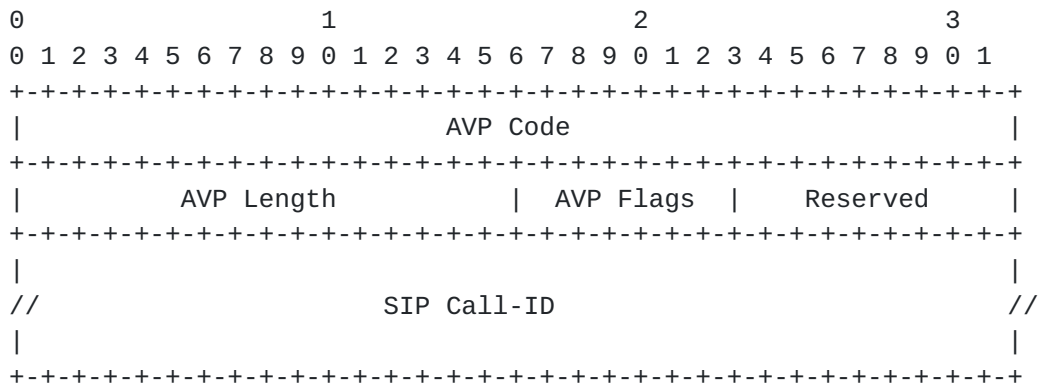 0                   1                   2                   3
0 1 2 3 4 5 6 7 8 9 0 1 2 3 4 5 6 7 8 9 0 1 2 3 4 5 6 7 8 9 0 1
+-+-+-+-+-+-+-+-+-+-+-+-+-+-+-+-+-+-+-+-+-+-+-+-+-+-+-+-+-+-+-+-+
|                           AVP Code                            |
+-+-+-+-+-+-+-+-+-+-+-+-+-+-+-+-+-+-+-+-+-+-+-+-+-+-+-+-+-+-+-+-+
|          AVP Length           |  AVP Flags  |    Reserved     |
+-+-+-+-+-+-+-+-+-+-+-+-+-+-+-+-+-+-+-+-+-+-+-+-+-+-+-+-+-+-+-+-+
|                                                               |
//                      SIP Call-ID                             //
|                                                               |
+-+-+-+-+-+-+-+-+-+-+-+-+-+-+-+-+-+-+-+-+-+-+-+-+-+-+-+-+-+-+-+-+